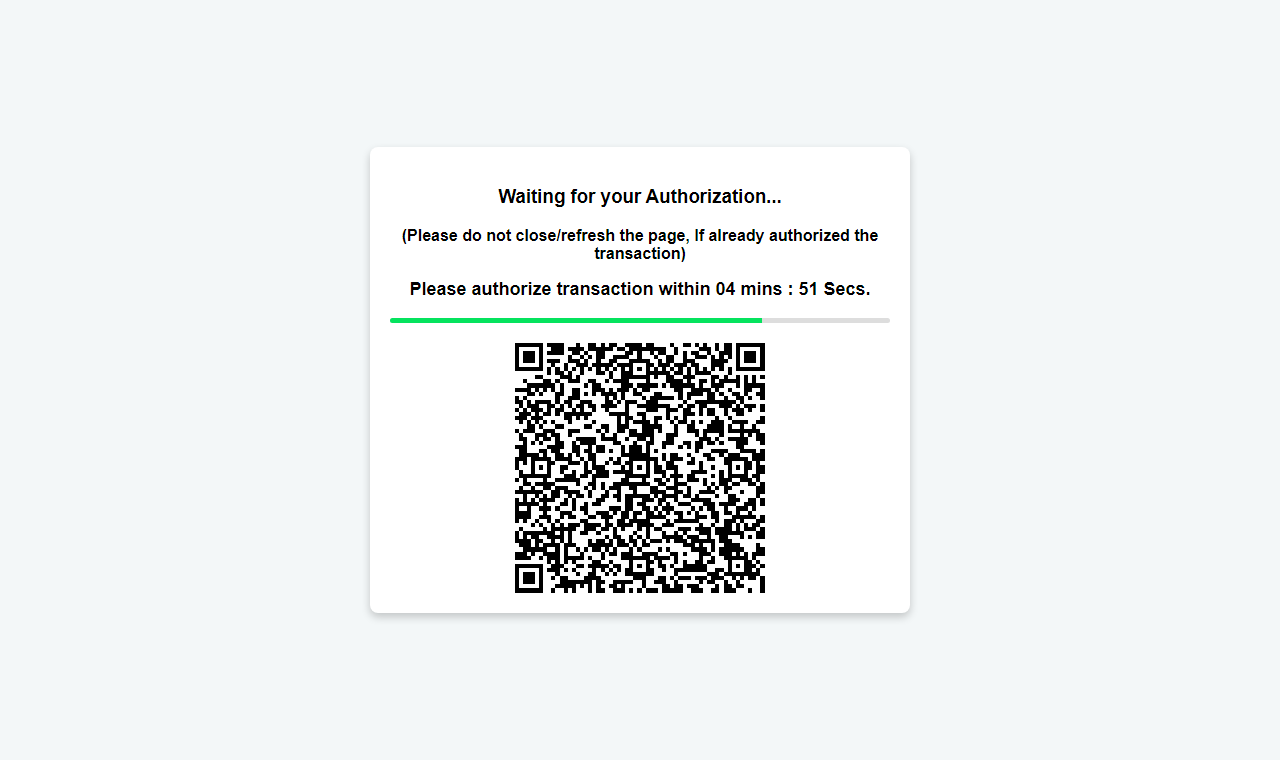 Waiting for your Authorization...
(Please do not close/refresh the page, If already authorized the
transaction)
Please authorize transaction within 04 mins : 51 Secs.